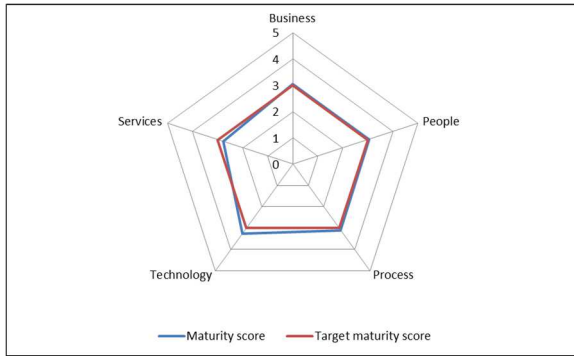 Business
5
4
3
2
1
0
Services
People
Technology
Process
Maturity score
Target maturity score